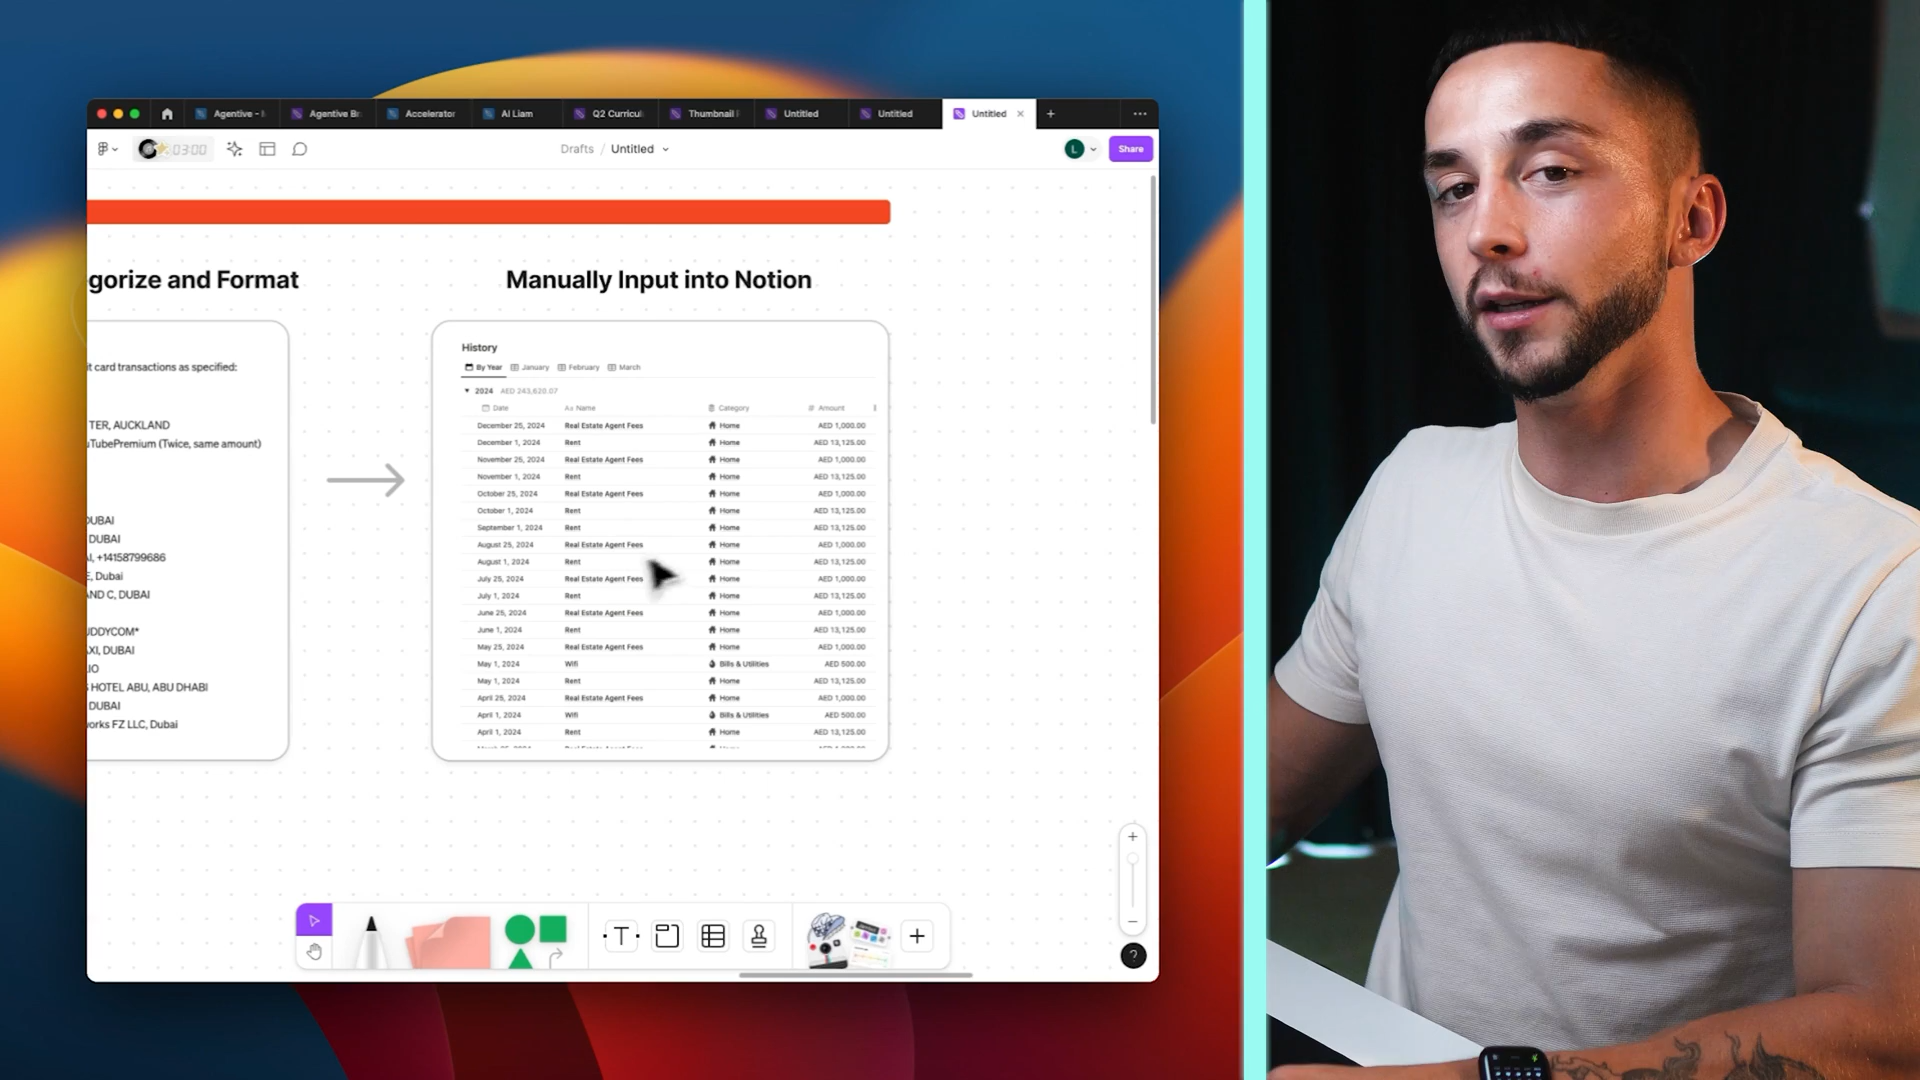 Agentive -
Agentive Br
Accelerator
AI Liam
Q2 Curricul
Thumbnail
Untitled
Untitled
Untitled
03:00
Drafts / Untitled
L
Share
gorize and Format
Manually Input into Notion
it card transactions as specified:
TER, AUCKLAND
uTubePremium (Twice, same amount)
DUBAI
DUBAI
, +14158799686
E, Dubai
AND C, DUBAI
UDDYCOM*
XI, DUBAI
IO
HOTEL ABU, ABU DHABI
DUBAI
works FZ LLC, Dubai
History
By Year January February March
2024 AED 243,620.07
Date Aa Name Category # Amount
December 25, 2024 Real Estate Agent Fees Home AED 1,000.00
December 1, 2024 Rent Home AED 13,125.00
November 25, 2024 Real Estate Agent Fees Home AED 1,000.00
November 1, 2024 Rent Home AED 13,125.00
October 25, 2024 Real Estate Agent Fees Home AED 1,000.00
October 1, 2024 Rent Home AED 13,125.00
September 1, 2024 Rent Home AED 13,125.00
August 25, 2024 Real Estate Agent Fees Home AED 1,000.00
August 1, 2024 Rent Home AED 13,125.00
July 25, 2024 Real Estate Agent Fees Home AED 1,000.00
July 1, 2024 Rent Home AED 13,125.00
June 25, 2024 Real Estate Agent Fees Home AED 1,000.00
June 1, 2024 Rent Home AED 13,125.00
May 25, 2024 Real Estate Agent Fees Home AED 1,000.00
May 1, 2024 Wifi Bills & Utilities AED 500.00
May 1, 2024 Rent Home AED 13,125.00
April 25, 2024 Real Estate Agent Fees Home AED 1,000.00
April 1, 2024 Wifi Bills & Utilities AED 500.00
April 1, 2024 Rent Home AED 13,125.00
T
?